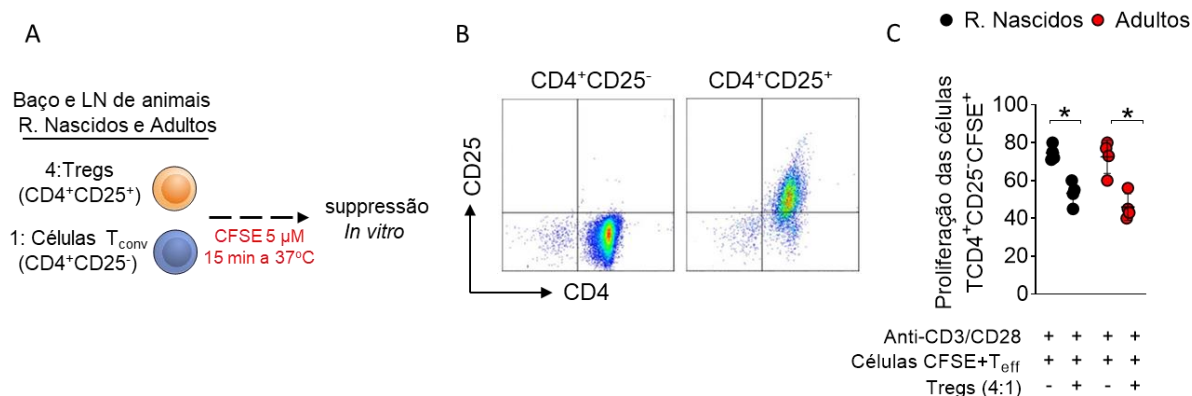 A
Baço e LN de animais
R. Nascidos e Adultos
4:Tregs
(CD4⁺CD25⁺)
1: Células T_conv
(CD4⁺CD25⁻)
CFSE 5 µM
15 min a 37ºC
suppressão
In vitro
B
CD4⁺CD25⁻
CD4⁺CD25⁺
CD25
CD4
R. Nascidos
Adultos
C
Proliferação das células
TCD4⁺CD25⁻CFSE⁺
100
80
60
40
20
0
* *
Anti-CD3/CD28 + + + +
Células CFSE+T_eff + + + +
Tregs (4:1) - + - +